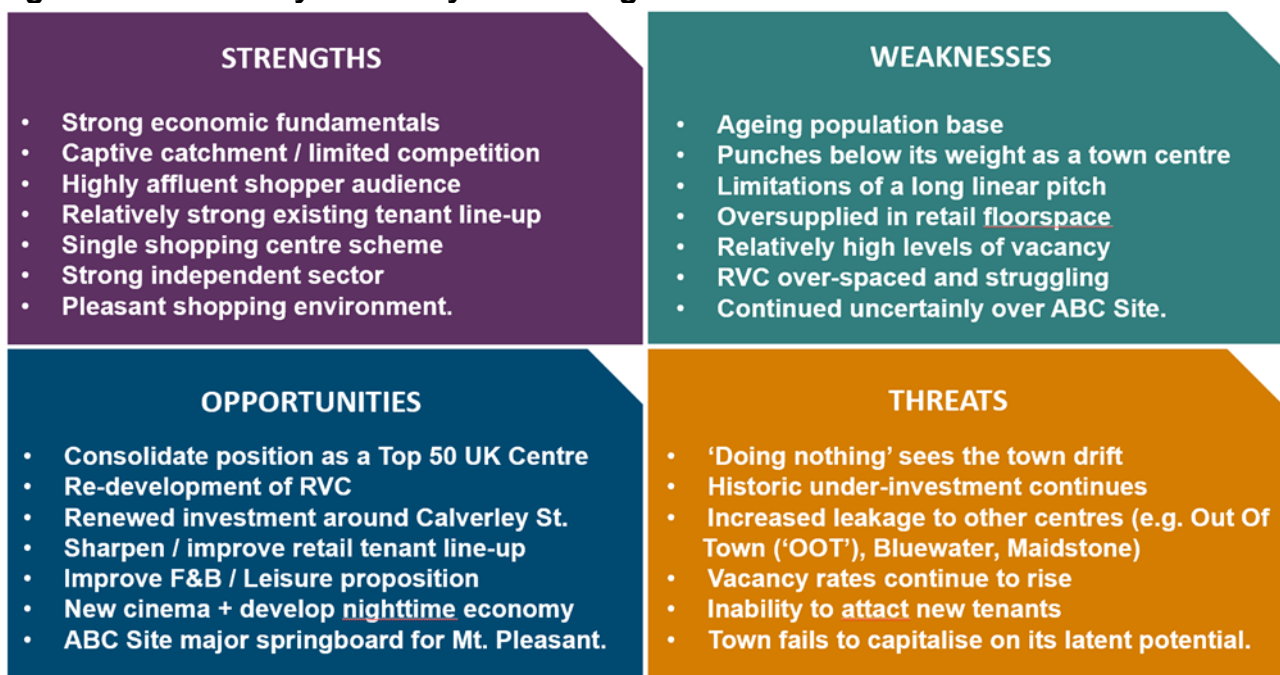 STRENGTHS
• Strong economic fundamentals
• Captive catchment / limited competition
• Highly affluent shopper audience
• Relatively strong existing tenant line-up
• Single shopping centre scheme
• Strong independent sector
• Pleasant shopping environment.
WEAKNESSES
• Ageing population base
• Punches below its weight as a town centre
• Limitations of a long linear pitch
• Oversupplied in retail floorspace
• Relatively high levels of vacancy
• RVC over-spaced and struggling
• Continued uncertainly over ABC Site.
OPPORTUNITIES
• Consolidate position as a Top 50 UK Centre
• Re-development of RVC
• Renewed investment around Calverley St.
• Sharpen / improve retail tenant line-up
• Improve F&B / Leisure proposition
• New cinema + develop nighttime economy
• ABC Site major springboard for Mt. Pleasant.
THREATS
• ‘Doing nothing’ sees the town drift
• Historic under-investment continues
• Increased leakage to other centres (e.g. Out Of
Town (‘OOT’), Bluewater, Maidstone)
• Vacancy rates continue to rise
• Inability to attact new tenants
• Town fails to capitalise on its latent potential.